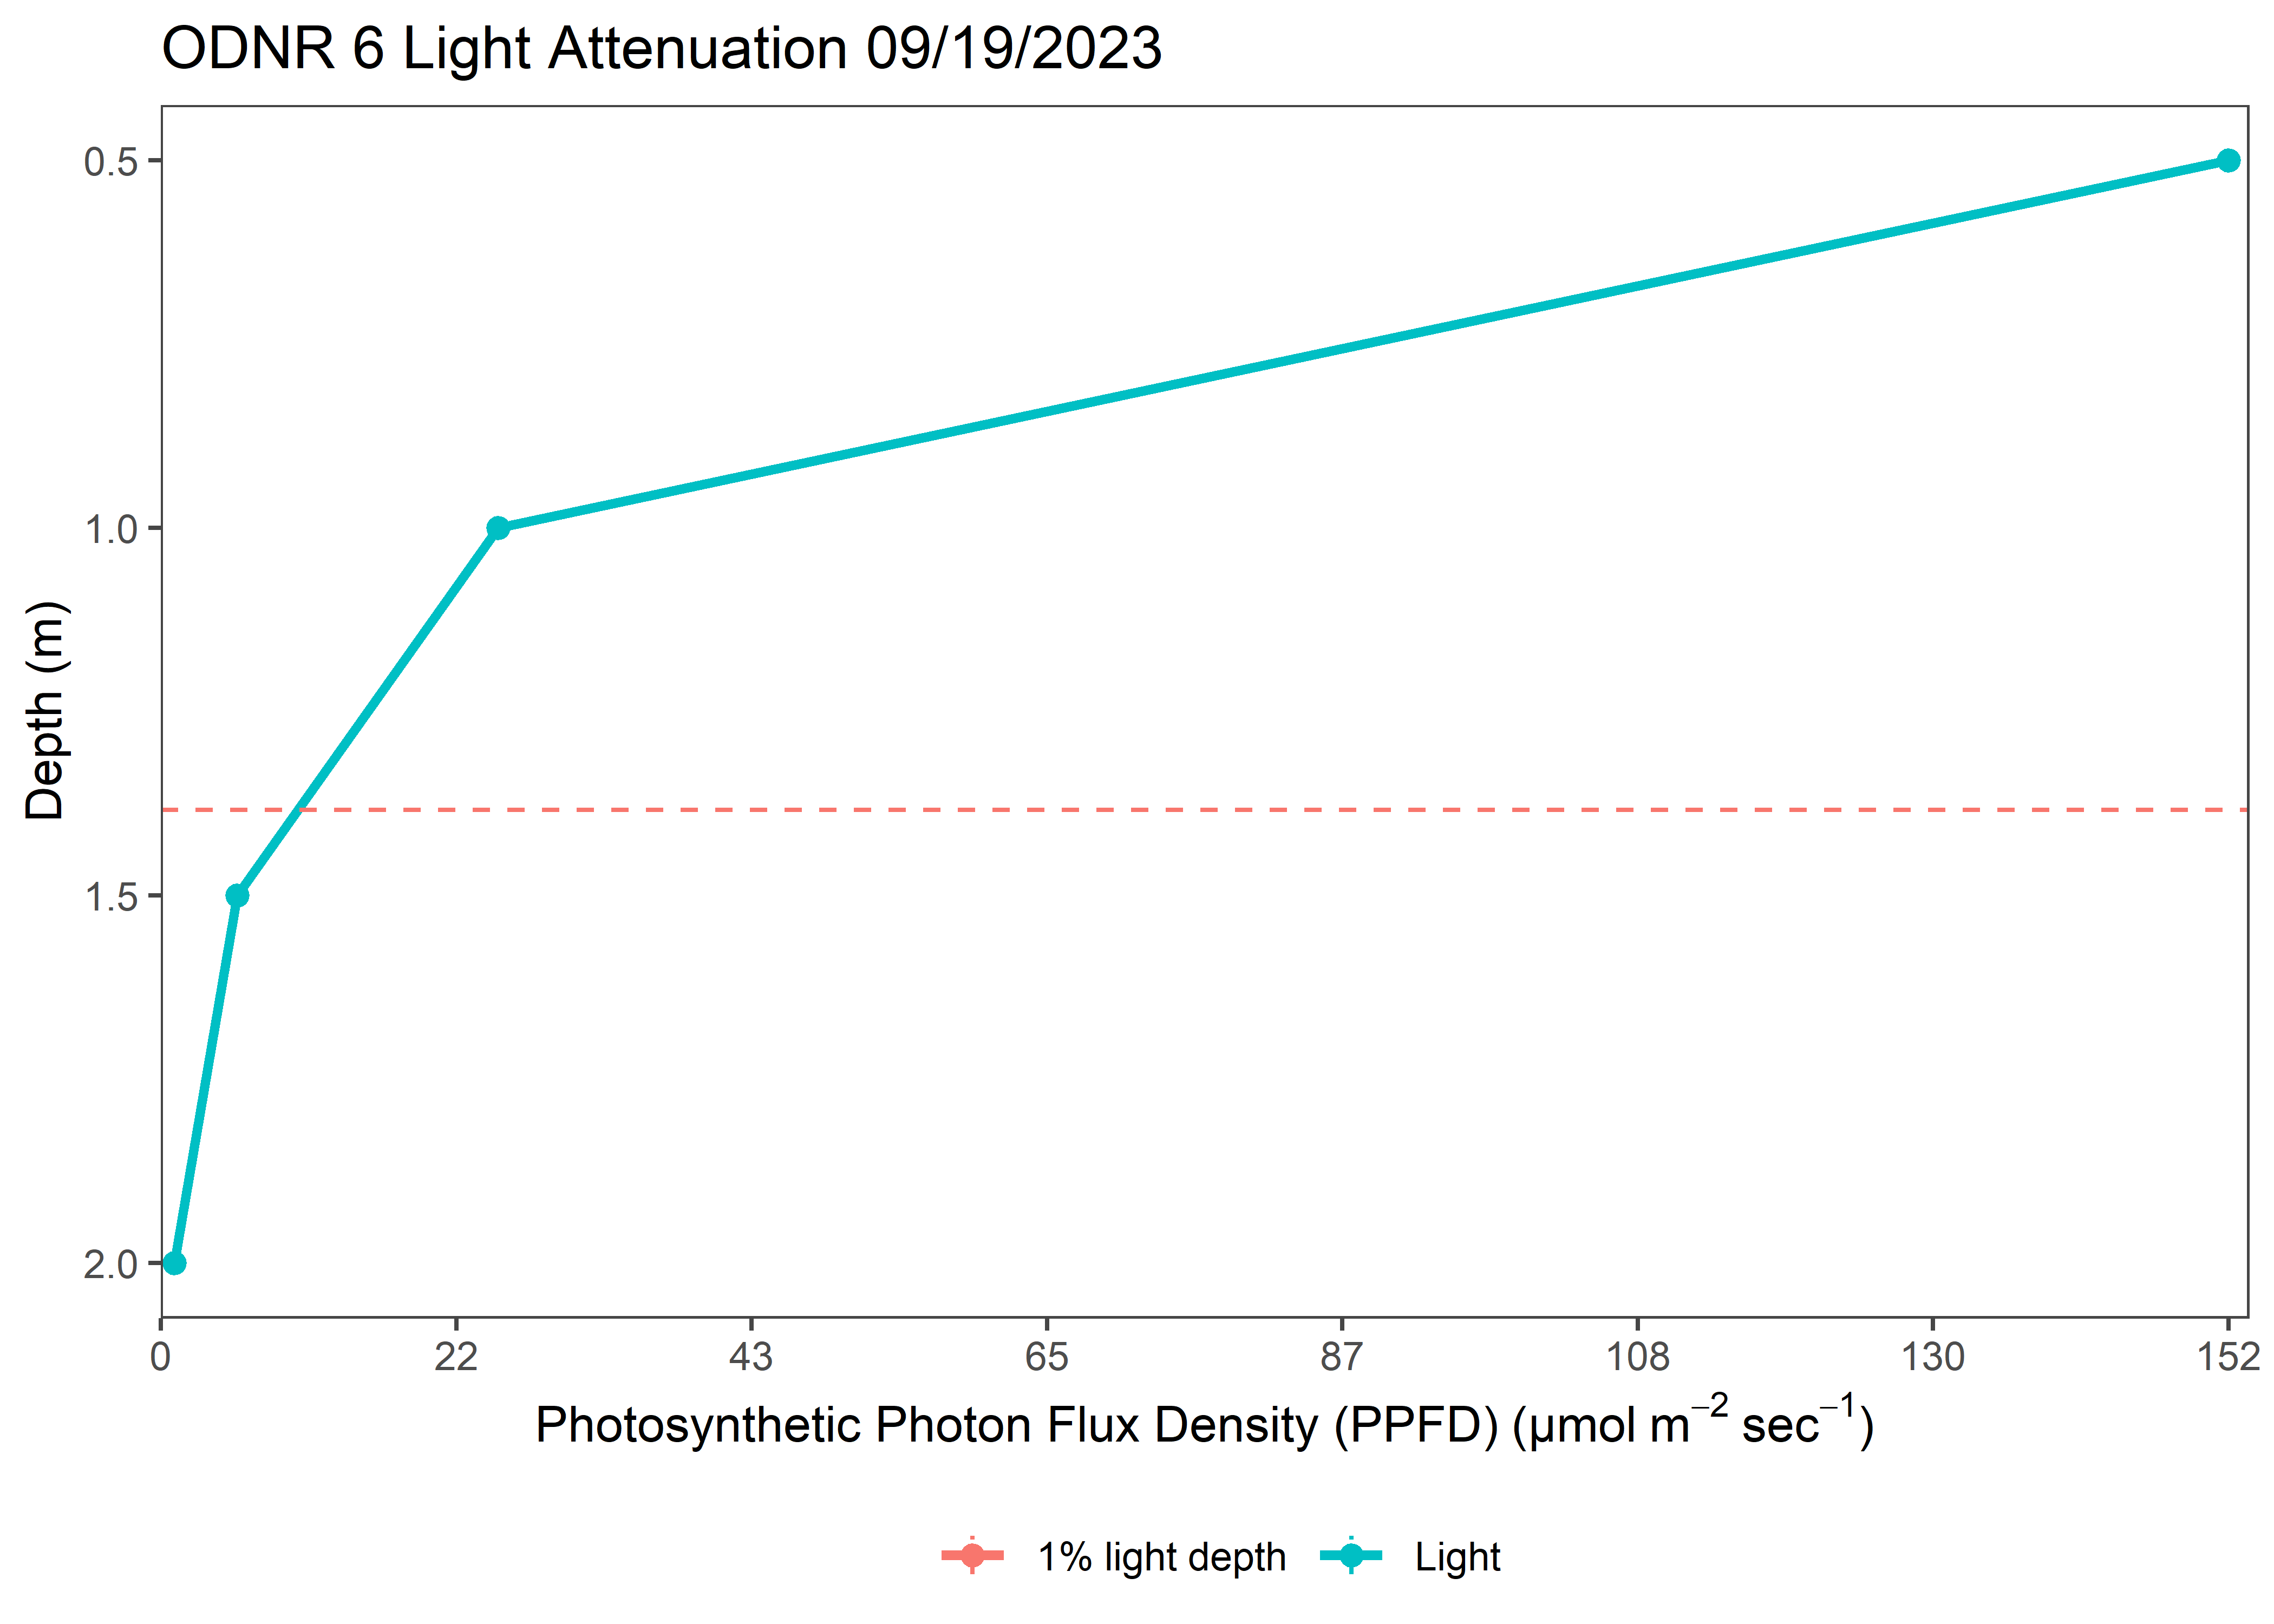 ODNR 6 Light Attenuation 09/19/2023
Depth (m)
0.5
1.0
1.5
2.0
0 22 43 65 87 108 130 152
Photosynthetic Photon Flux Density (PPFD) (μmol m⁻² sec⁻¹)
1% light depth Light